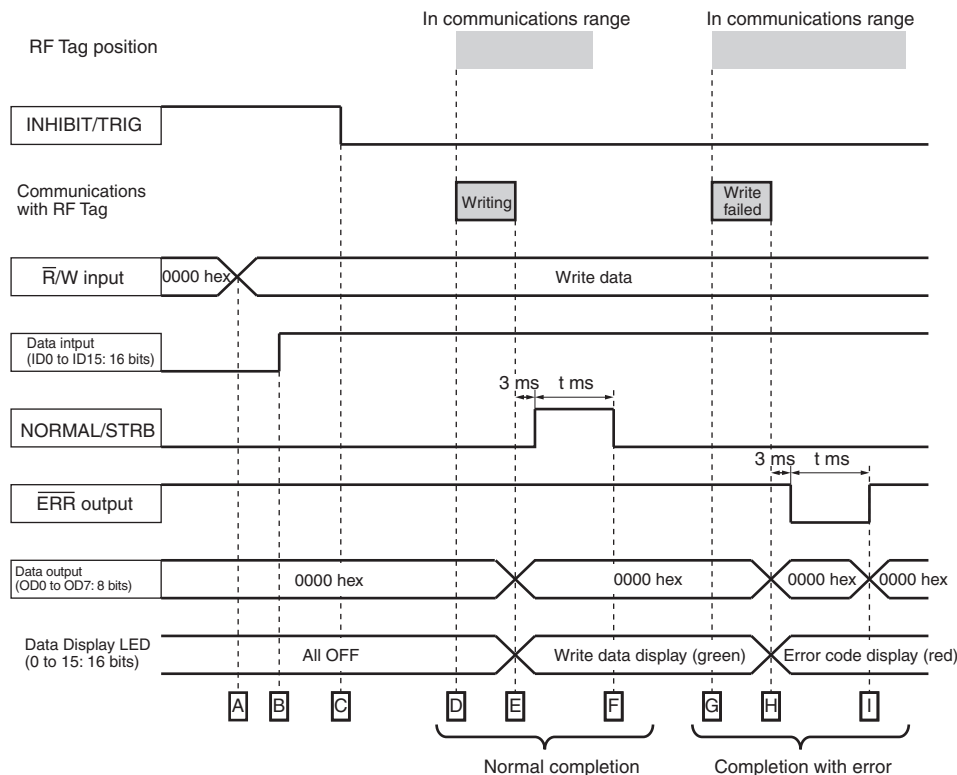 In communications range
In communications range
RF Tag position
INHIBIT/TRIG
Communications
with RF Tag
Writing
Write
failed
R/W input
0000 hex
Write data
Data intput
(ID0 to ID15: 16 bits)
3 ms
t ms
NORMAL/STRB
3 ms
t ms
ERR output
Data output
(OD0 to OD7: 8 bits)
0000 hex
0000 hex
0000 hex
0000 hex
Data Display LED
(0 to 15: 16 bits)
All OFF
Write data display (green)
Error code display (red)
A
B
C
D
E
F
G
H
I
Normal completion
Completion with error